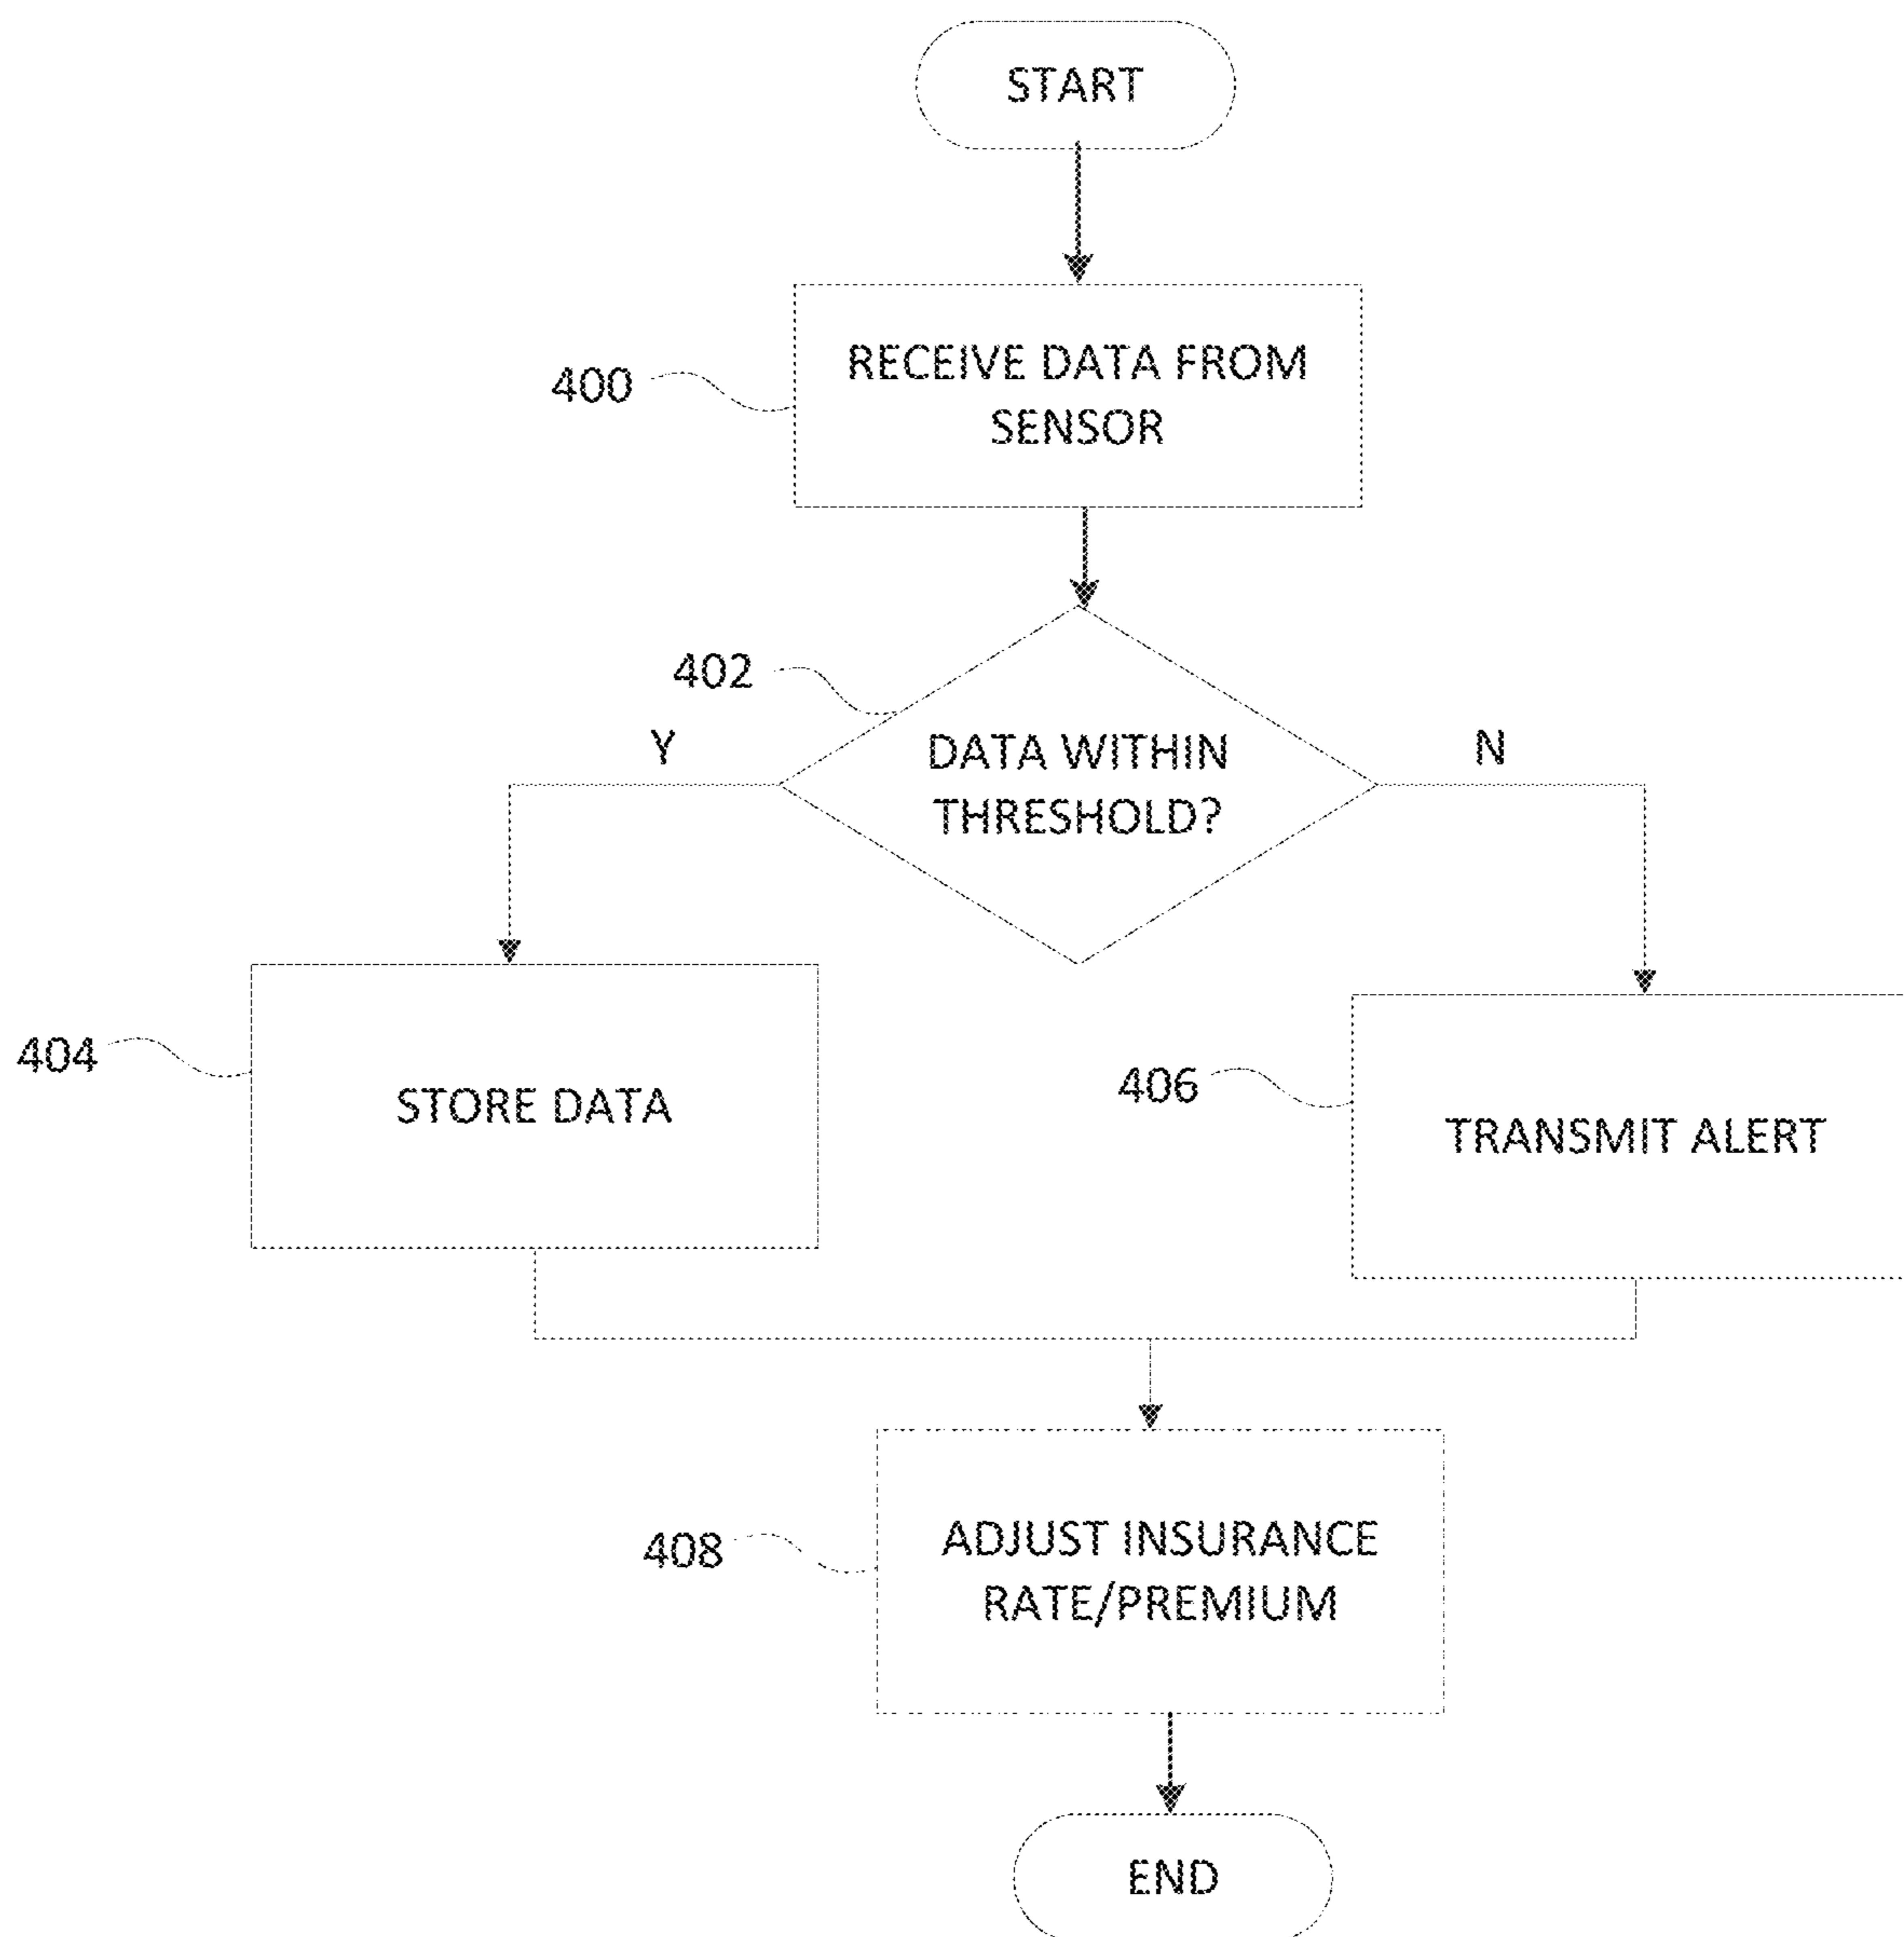 START
400
RECEIVE DATA FROM
SENSOR
402
Y
DATA WITHIN
THRESHOLD?
N
404
STORE DATA
406
TRANSMIT ALERT
408
ADJUST INSURANCE
RATE/PREMIUM
END